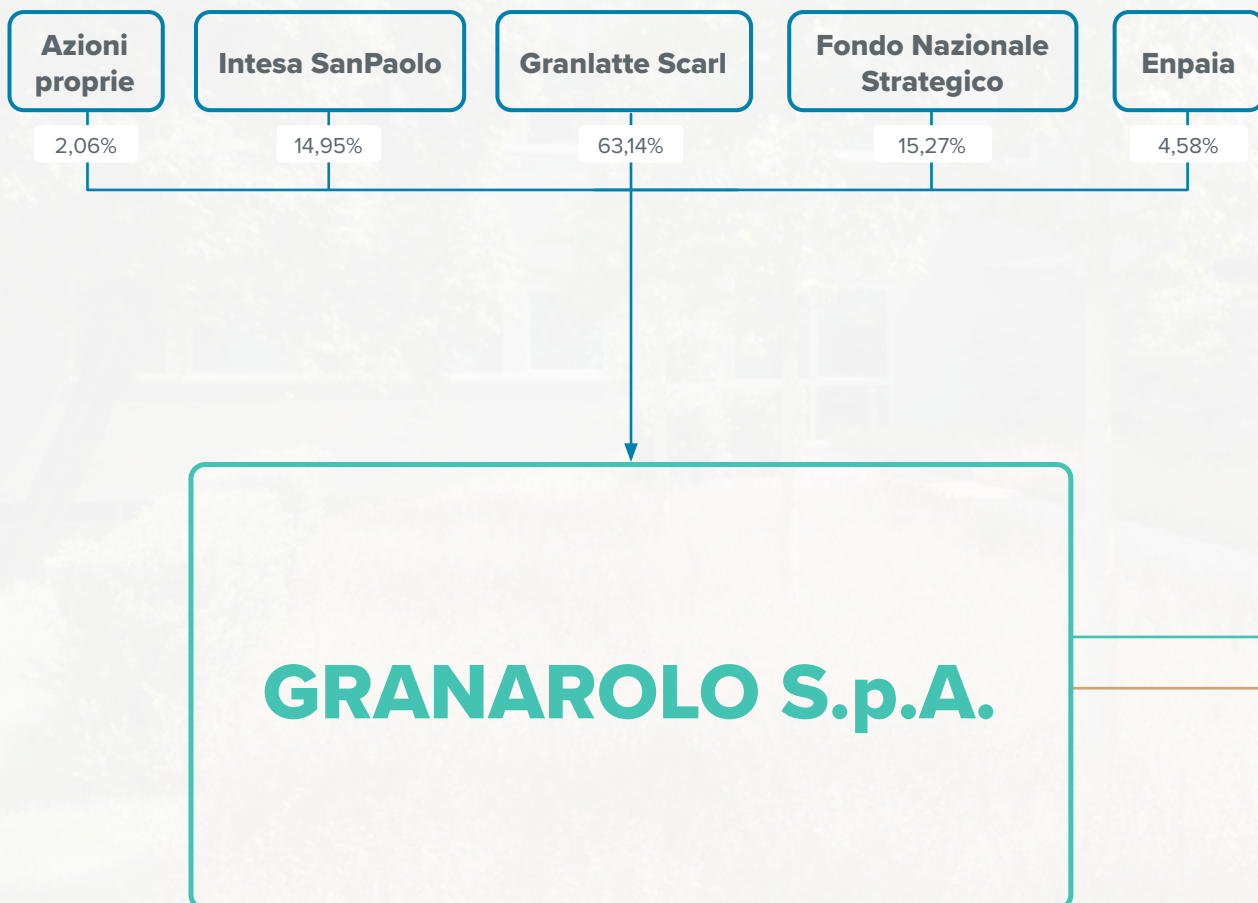 Azioni
proprie
Intesa SanPaolo
Granlatte Scarl
Fondo Nazionale
Strategico
Enpaia
2,06%
14,95%
63,14%
15,27%
4,58%
GRANAROLO S.p.A.